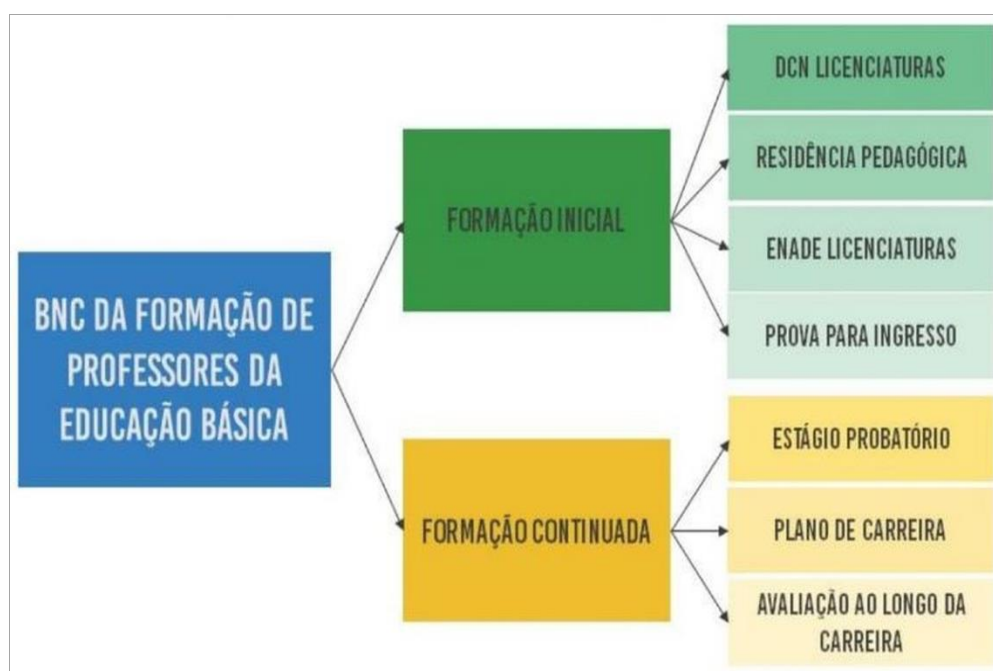 BNC DA FORMAÇÃO DE
PROFESSORES DA
EDUCAÇÃO BÁSICA
FORMAÇÃO INICIAL
DCN LICENCIATURAS
RESIDÊNCIA PEDAGÓGICA
ENADE LICENCIATURAS
PROVA PARA INGRESSO
FORMAÇÃO CONTINUADA
ESTÁGIO PROBATÓRIO
PLANO DE CARREIRA
AVALIAÇÃO AO LONGO DA
CARREIRA